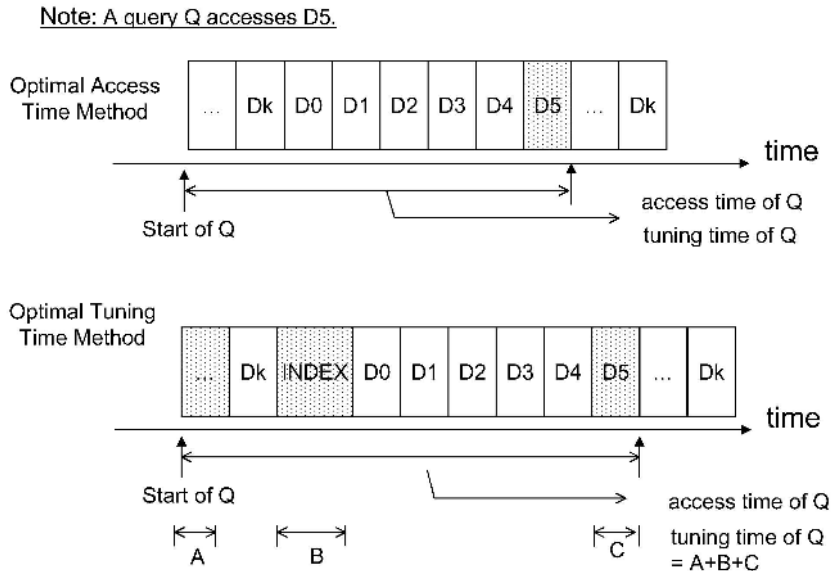 Note: A query Q accesses D5.
Optimal Access
Time Method
... Dk D0 D1 D2 D3 D4 D5 ... Dk
time
Start of Q
access time of Q
tuning time of Q
Optimal Tuning
Time Method
... Dk INDEX D0 D1 D2 D3 D4 D5 ... Dk
time
Start of Q
access time of Q
A B C
tuning time of Q
= A+B+C